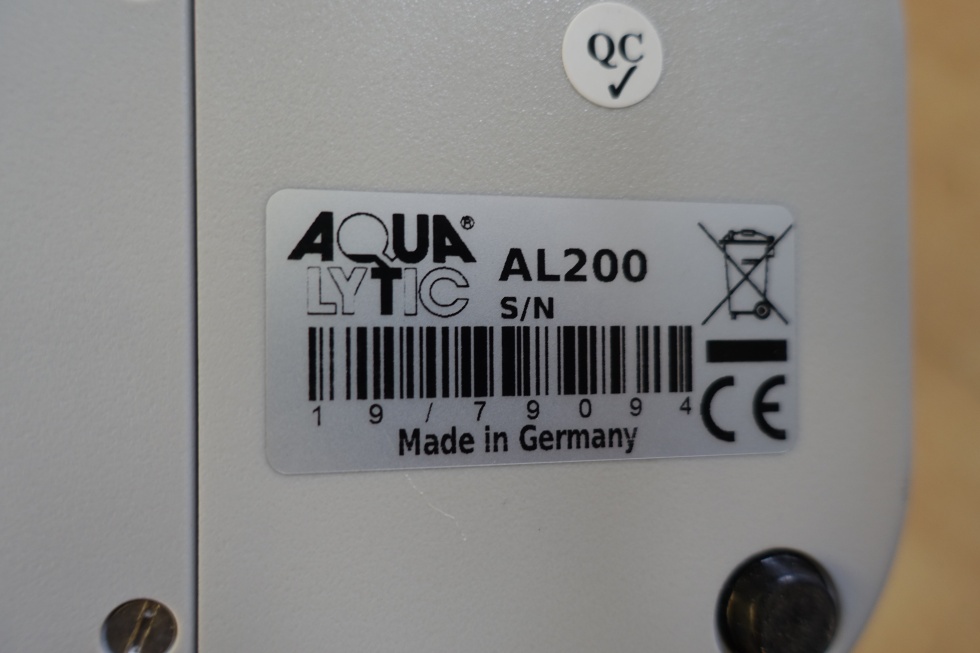 QC
AQUA®
LYTIC
AL200
S/N
19/79094
Made in Germany
CE